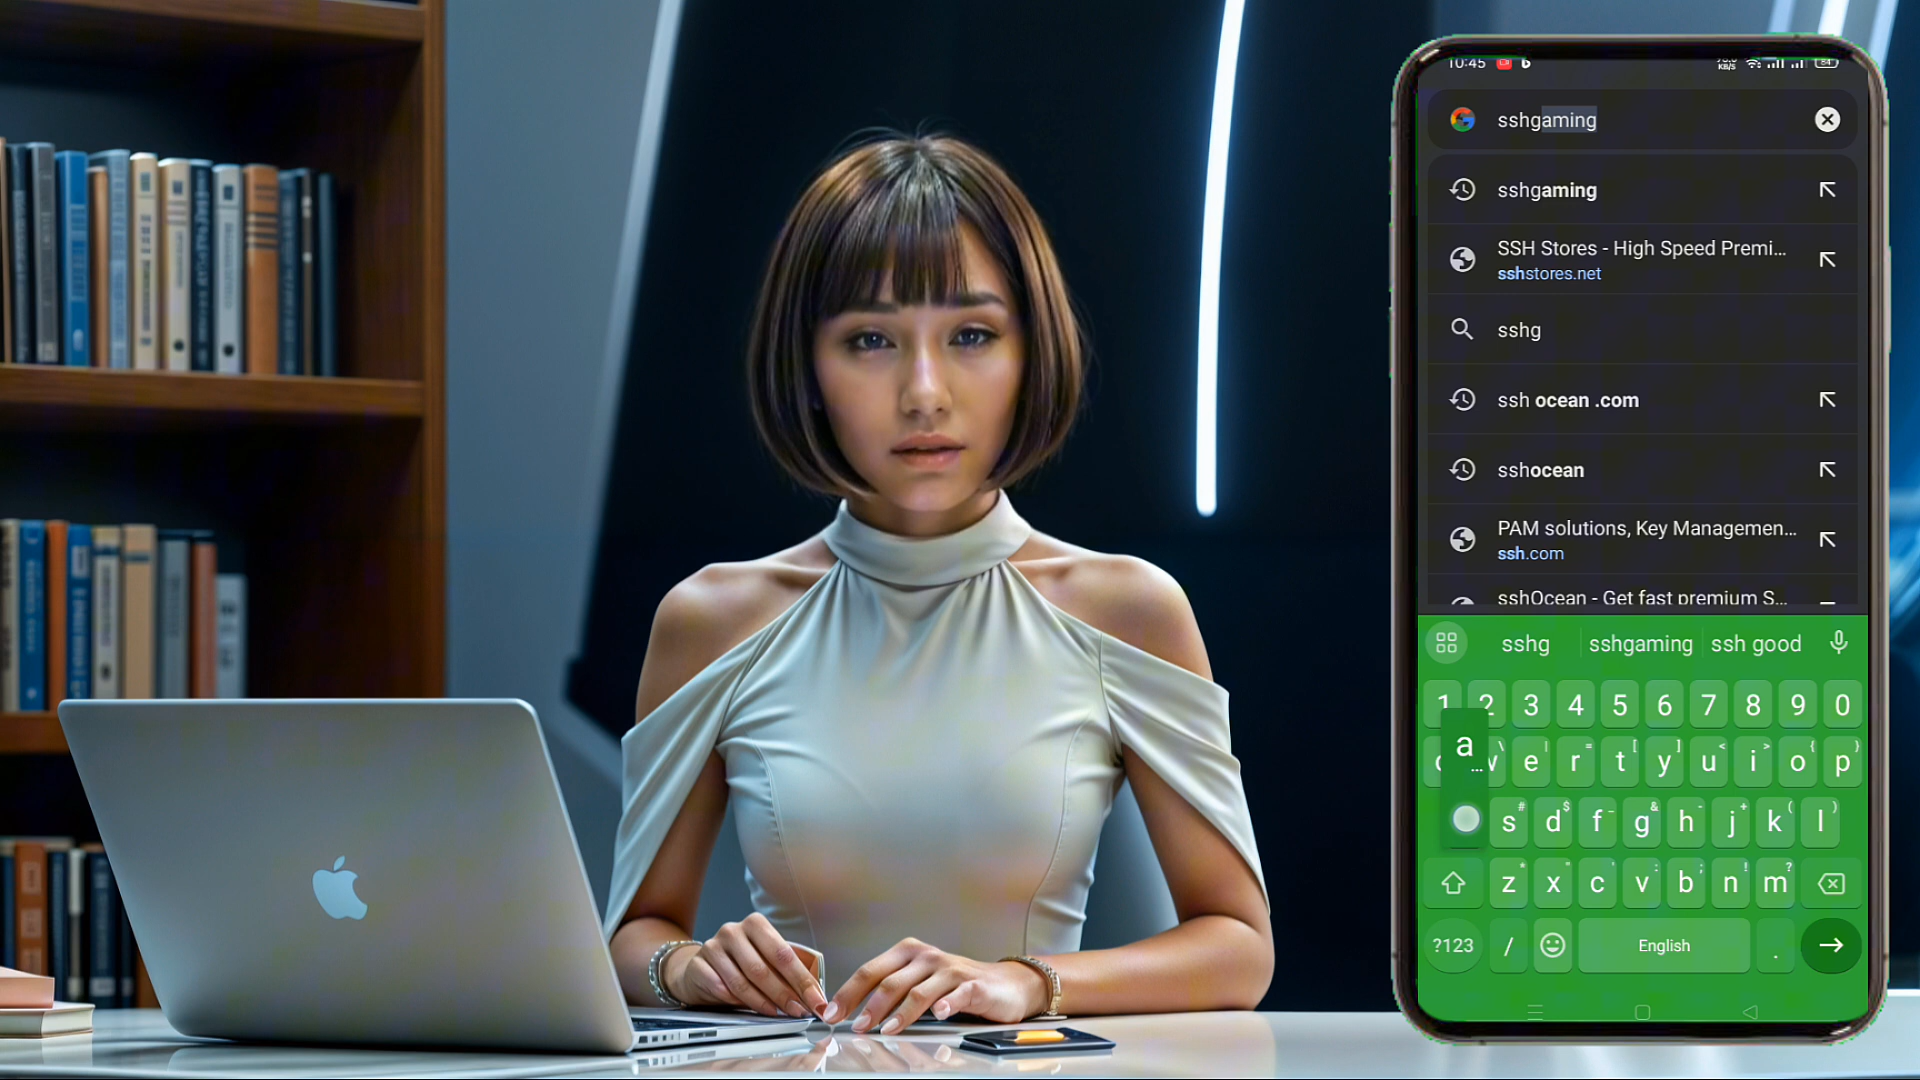 10:45
KB/S
84
sshgaming
sshgaming
SSH Stores - High Speed Premi...
sshstores.net
sshg
ssh ocean .com
sshocean
PAM solutions, Key Managemen...
ssh.com
sshOcean - Get fast premium S...
sshg sshgaming ssh good
1 2 3 4 5 6 7 8 9 0
a ...
e r t y u i o p
s d f g h j k l
z x c v b n m
?123 / English .